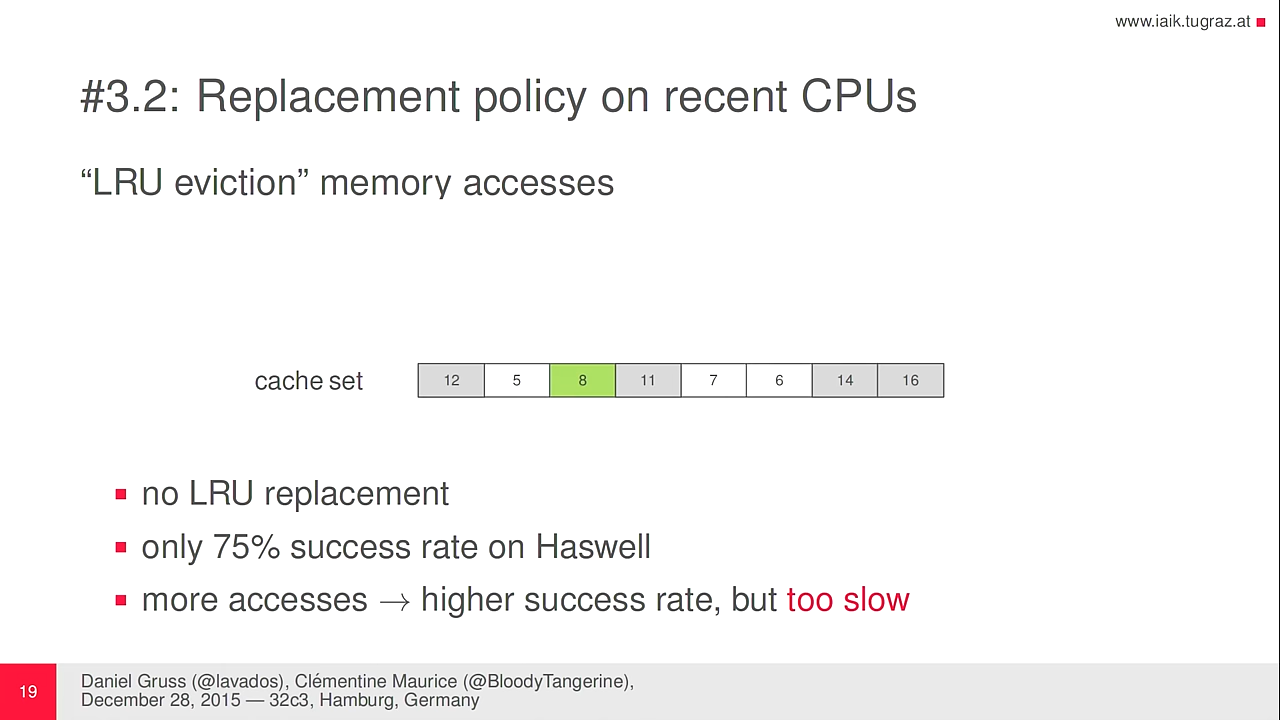 www.iaik.tugraz.at
#3.2: Replacement policy on recent CPUs
“LRU eviction” memory accesses
cache set 12 5 8 11 7 6 14 16
no LRU replacement
only 75% success rate on Haswell
more accesses → higher success rate, but too slow
19
Daniel Gruss (@lavados), Clémentine Maurice (@BloodyTangerine),
December 28, 2015 — 32c3, Hamburg, Germany